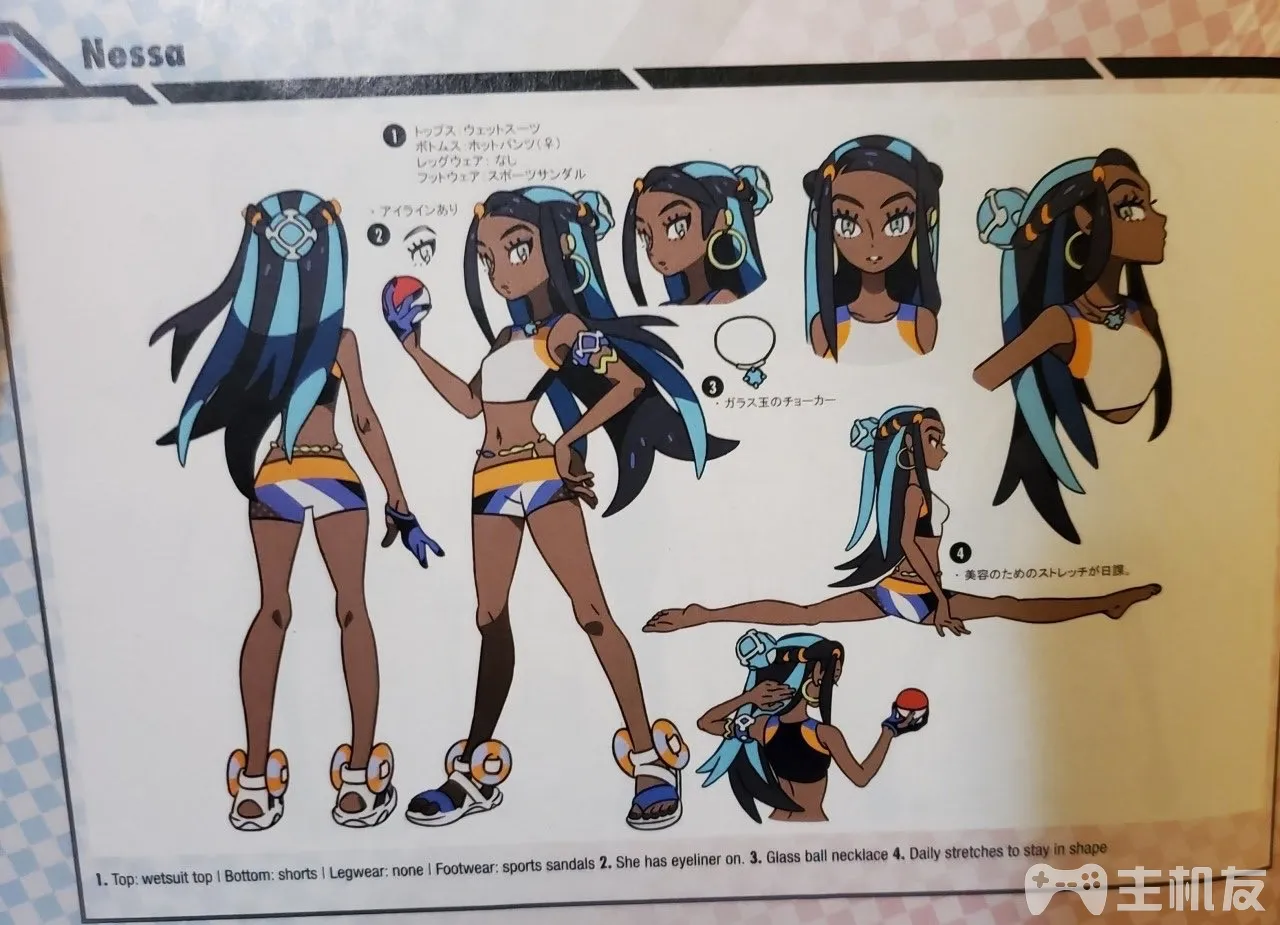 Nessa
1 トップス:ウェットスーツ
ボトムス:ホットパンツ(♀)
レッグウェア:なし
フットウェア:スポーツサンダル
・アイラインあり
2
3
・ガラス玉のチョーカー
4
・美容のためのストレッチが日課。
1. Top: wetsuit top | Bottom: shorts | Legwear: none | Footwear: sports sandals 2. She has eyeliner on. 3. Glass ball necklace 4. Daily stretches to stay in shape
主机友